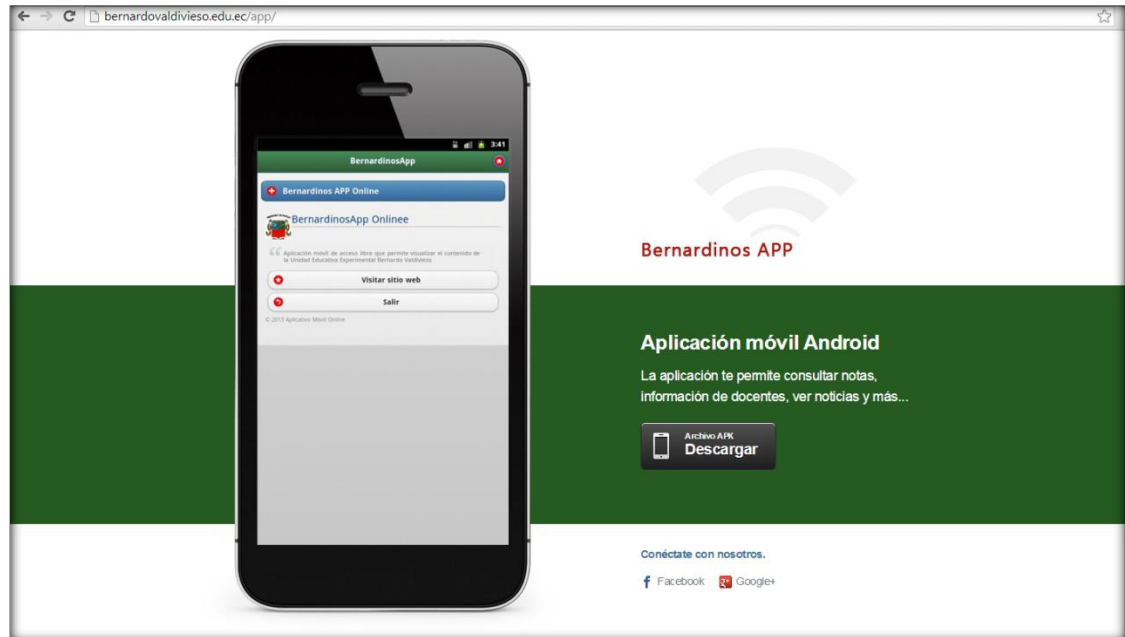 bernardovaldivieso.edu.ec/app/
3:41
BernardinosApp
Bernardinos APP Online
BernardinosApp Onlinee
Aplicación móvil de acceso libre que permite visualizar el contenido de
la Unidad Educativa Experimental Bernardo Valdivieso
Visitar sitio web
Salir
© 2015 Aplicativo Móvil Online
Bernardinos APP
Aplicación móvil Android
La aplicación te permite consultar notas,
información de docentes, ver noticias y más...
Archivo APK
Descargar
Conéctate con nosotros.
Facebook Google+